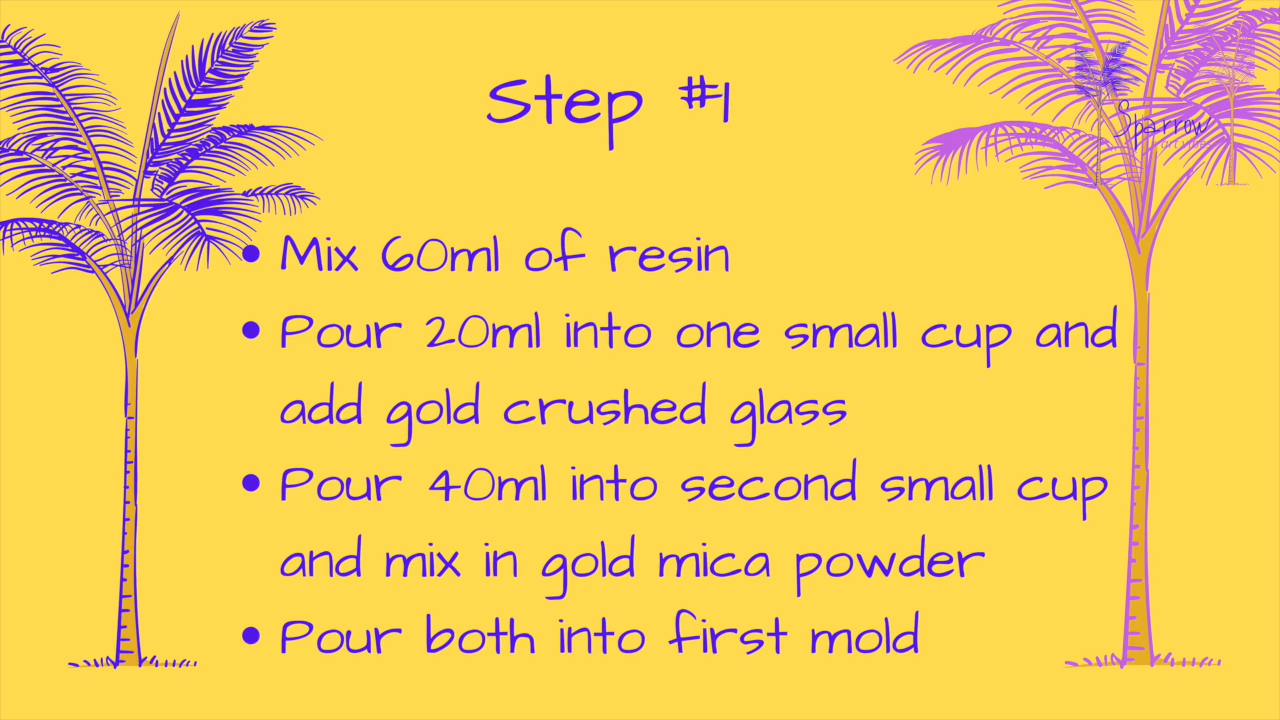 Step #1
Sparrow
• Mix 60ml of resin
• Pour 20ml into one small cup and
add gold crushed glass
• Pour 40ml into second small cup
and mix in gold mica powder
• Pour both into first mold